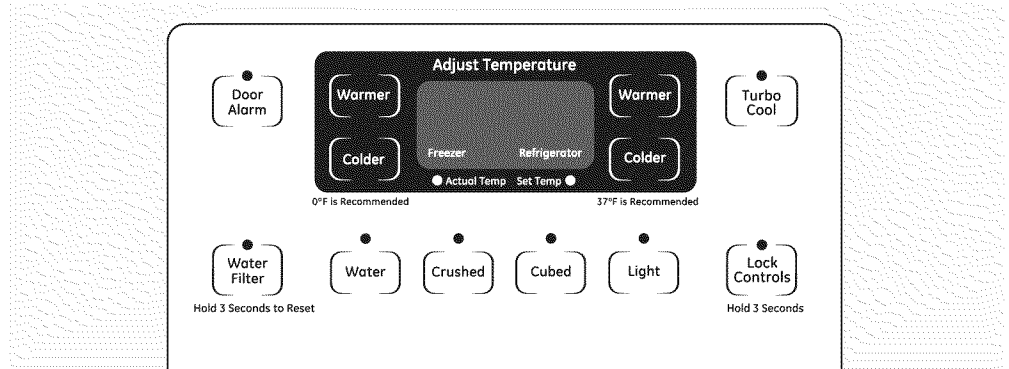 Adjust Temperature
Door
Alarm
Warmer
Warmer
Turbo
Cool
Colder
Freezer
Refrigerator
Colder
Actual Temp
Set Temp
0°F is Recommended
37°F is Recommended
Water
Filter
Water
Crushed
Cubed
Light
Lock
Controls
Hold 3 Seconds to Reset
Hold 3 Seconds